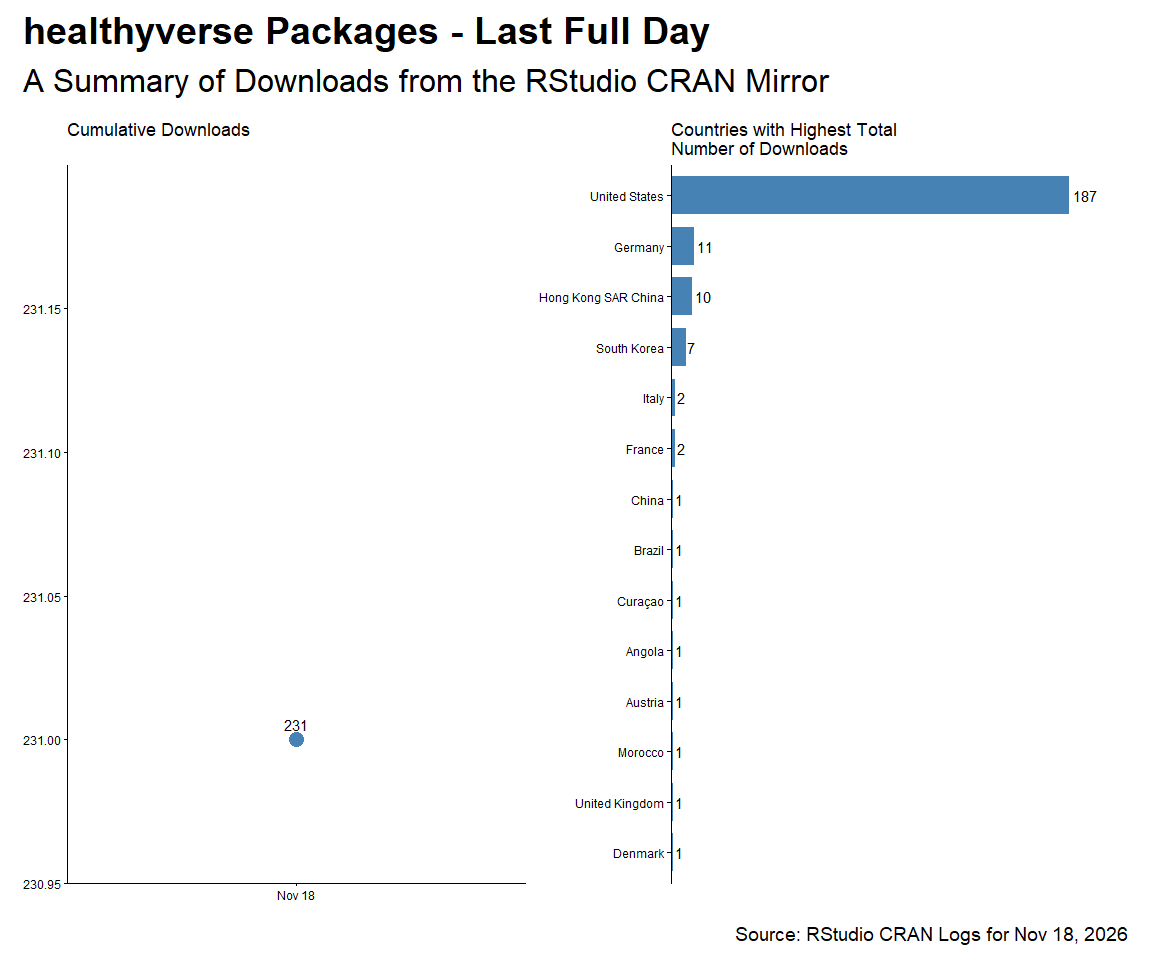 healthyverse Packages - Last Full Day
A Summary of Downloads from the RStudio CRAN Mirror
Cumulative Downloads
231.15
231.10
231.05
231.00
230.95
231
Nov 18
Countries with Highest Total
Number of Downloads
United States 187
Germany 11
Hong Kong SAR China 10
South Korea 7
Italy 2
France 2
China 1
Brazil 1
Curaçao 1
Angola 1
Austria 1
Morocco 1
United Kingdom 1
Denmark 1
Source: RStudio CRAN Logs for Nov 18, 2026